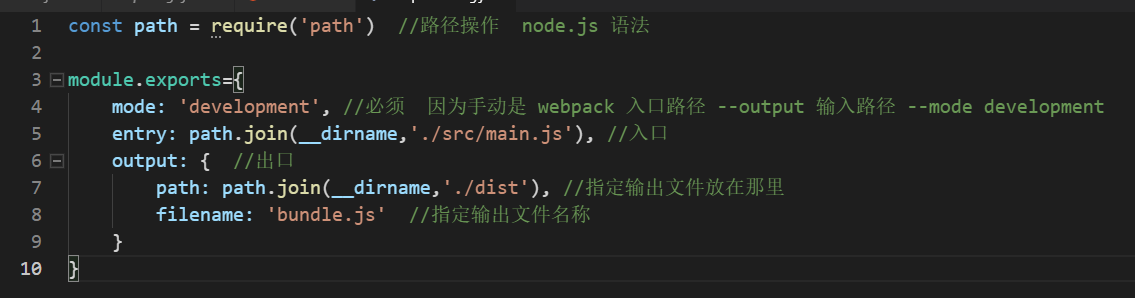 1 const path = require('path')  //路径操作  node.js 语法
2
3 module.exports={
4     mode: 'development', //必须  因为手动是 webpack 入口路径 --output 输入路径 --mode development
5     entry: path.join(__dirname,'./src/main.js'), //入口
6     output: {  //出口
7         path: path.join(__dirname,'./dist'), //指定输出文件放在那里
8         filename: 'bundle.js'  //指定输出文件名称
9     }
10 }